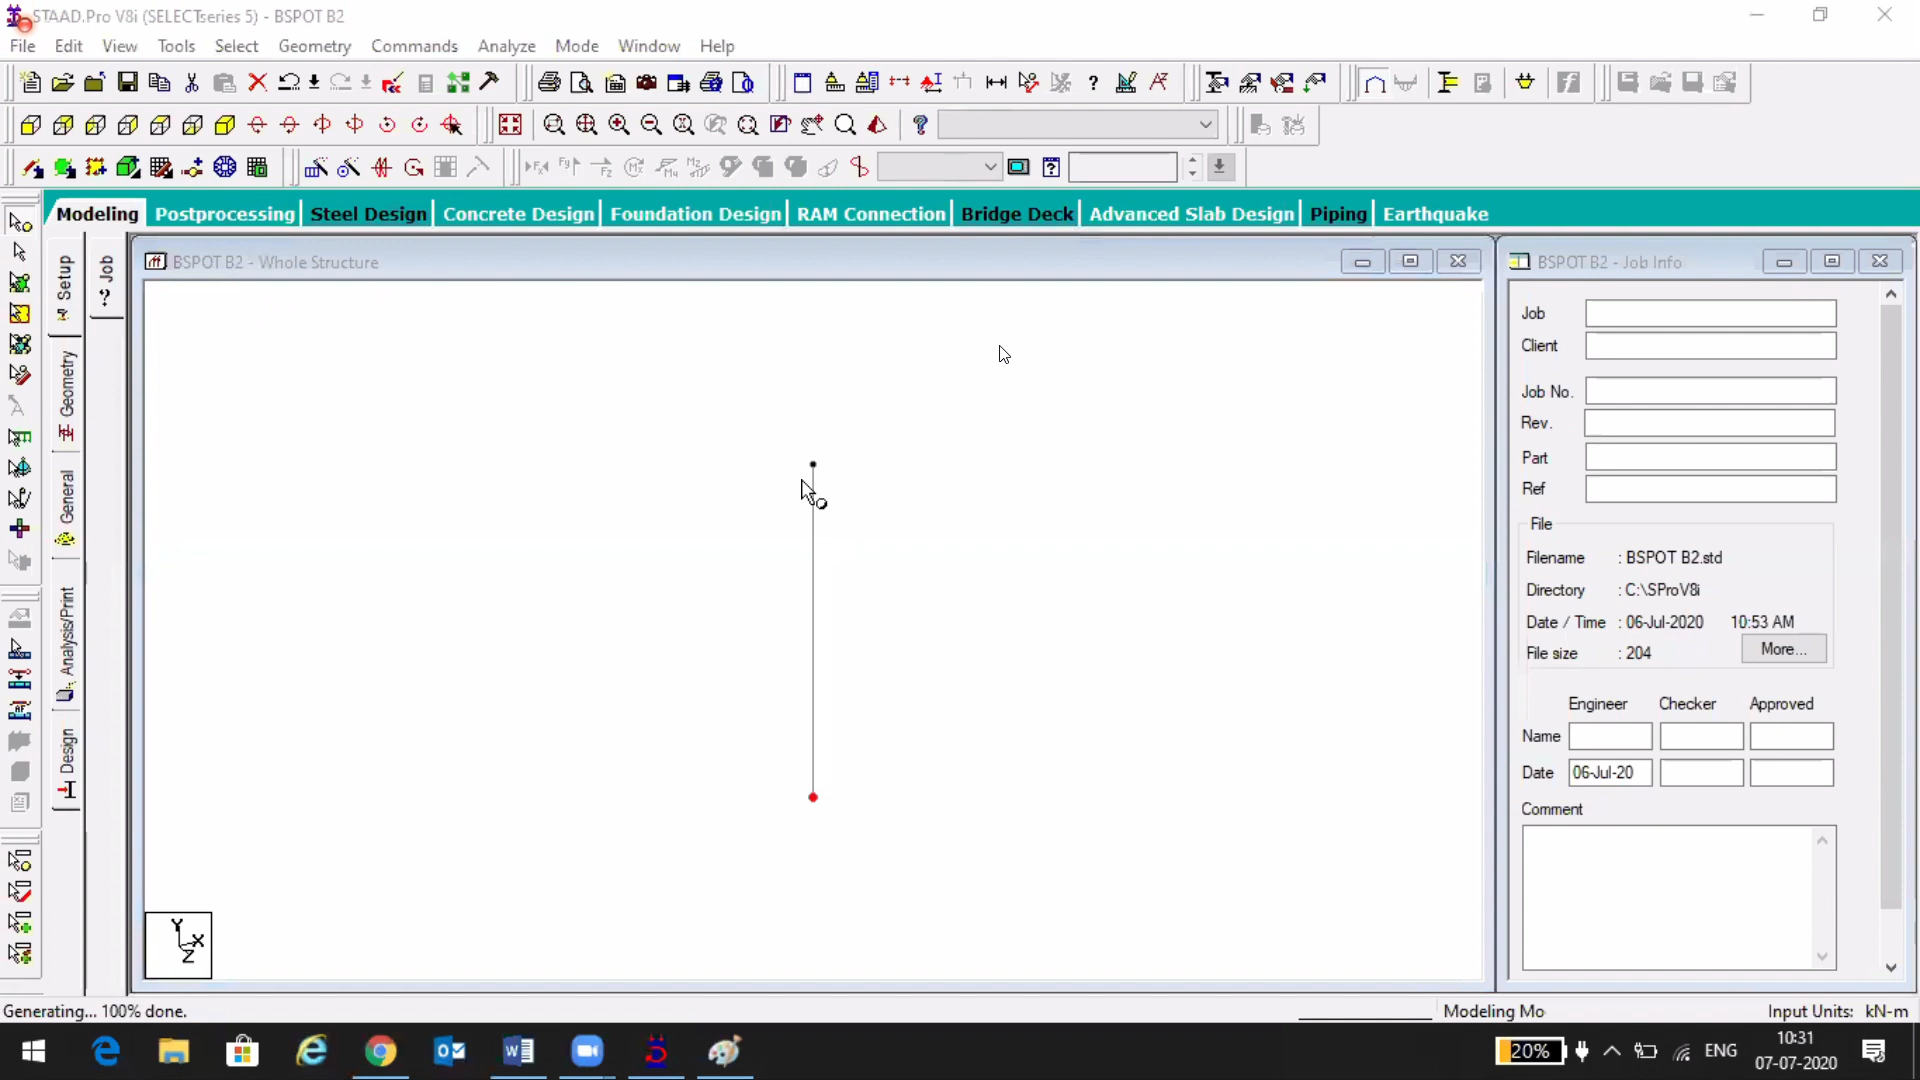 STAAD.Pro V8i (SELECTseries 5) - BSPOT B2
File Edit View Tools Select Geometry Commands Analyze Mode Window Help
Modeling Postprocessing Steel Design Concrete Design Foundation Design RAM Connection Bridge Deck Advanced Slab Design Piping Earthquake
Setup
Geometry
General
Analysis/Print
Design
Job
BSPOT B2 - Whole Structure
Y
X
Z
BSPOT B2 - Job Info
Job
Client
Job No.
Rev.
Part
Ref
File
Filename : BSPOT B2.std
Directory : C:\SProV8i
Date / Time : 06-Jul-2020 10:53 AM
File size : 204 More...
Engineer Checker Approved
Name
Date 06-Jul-20
Comment
Generating... 100% done. Modeling Mo Input Units: kN-m
20% ENG 10:31
07-07-2020